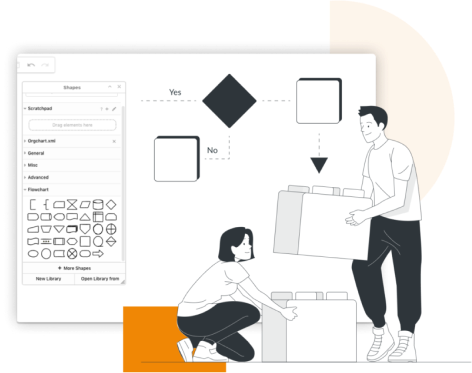 Shapes
Scratchpad
Drag elements here
Orgchart.xml
General
Misc
Advanced
Flowchart
+ More Shapes
New Library
Open Library from
Yes
No